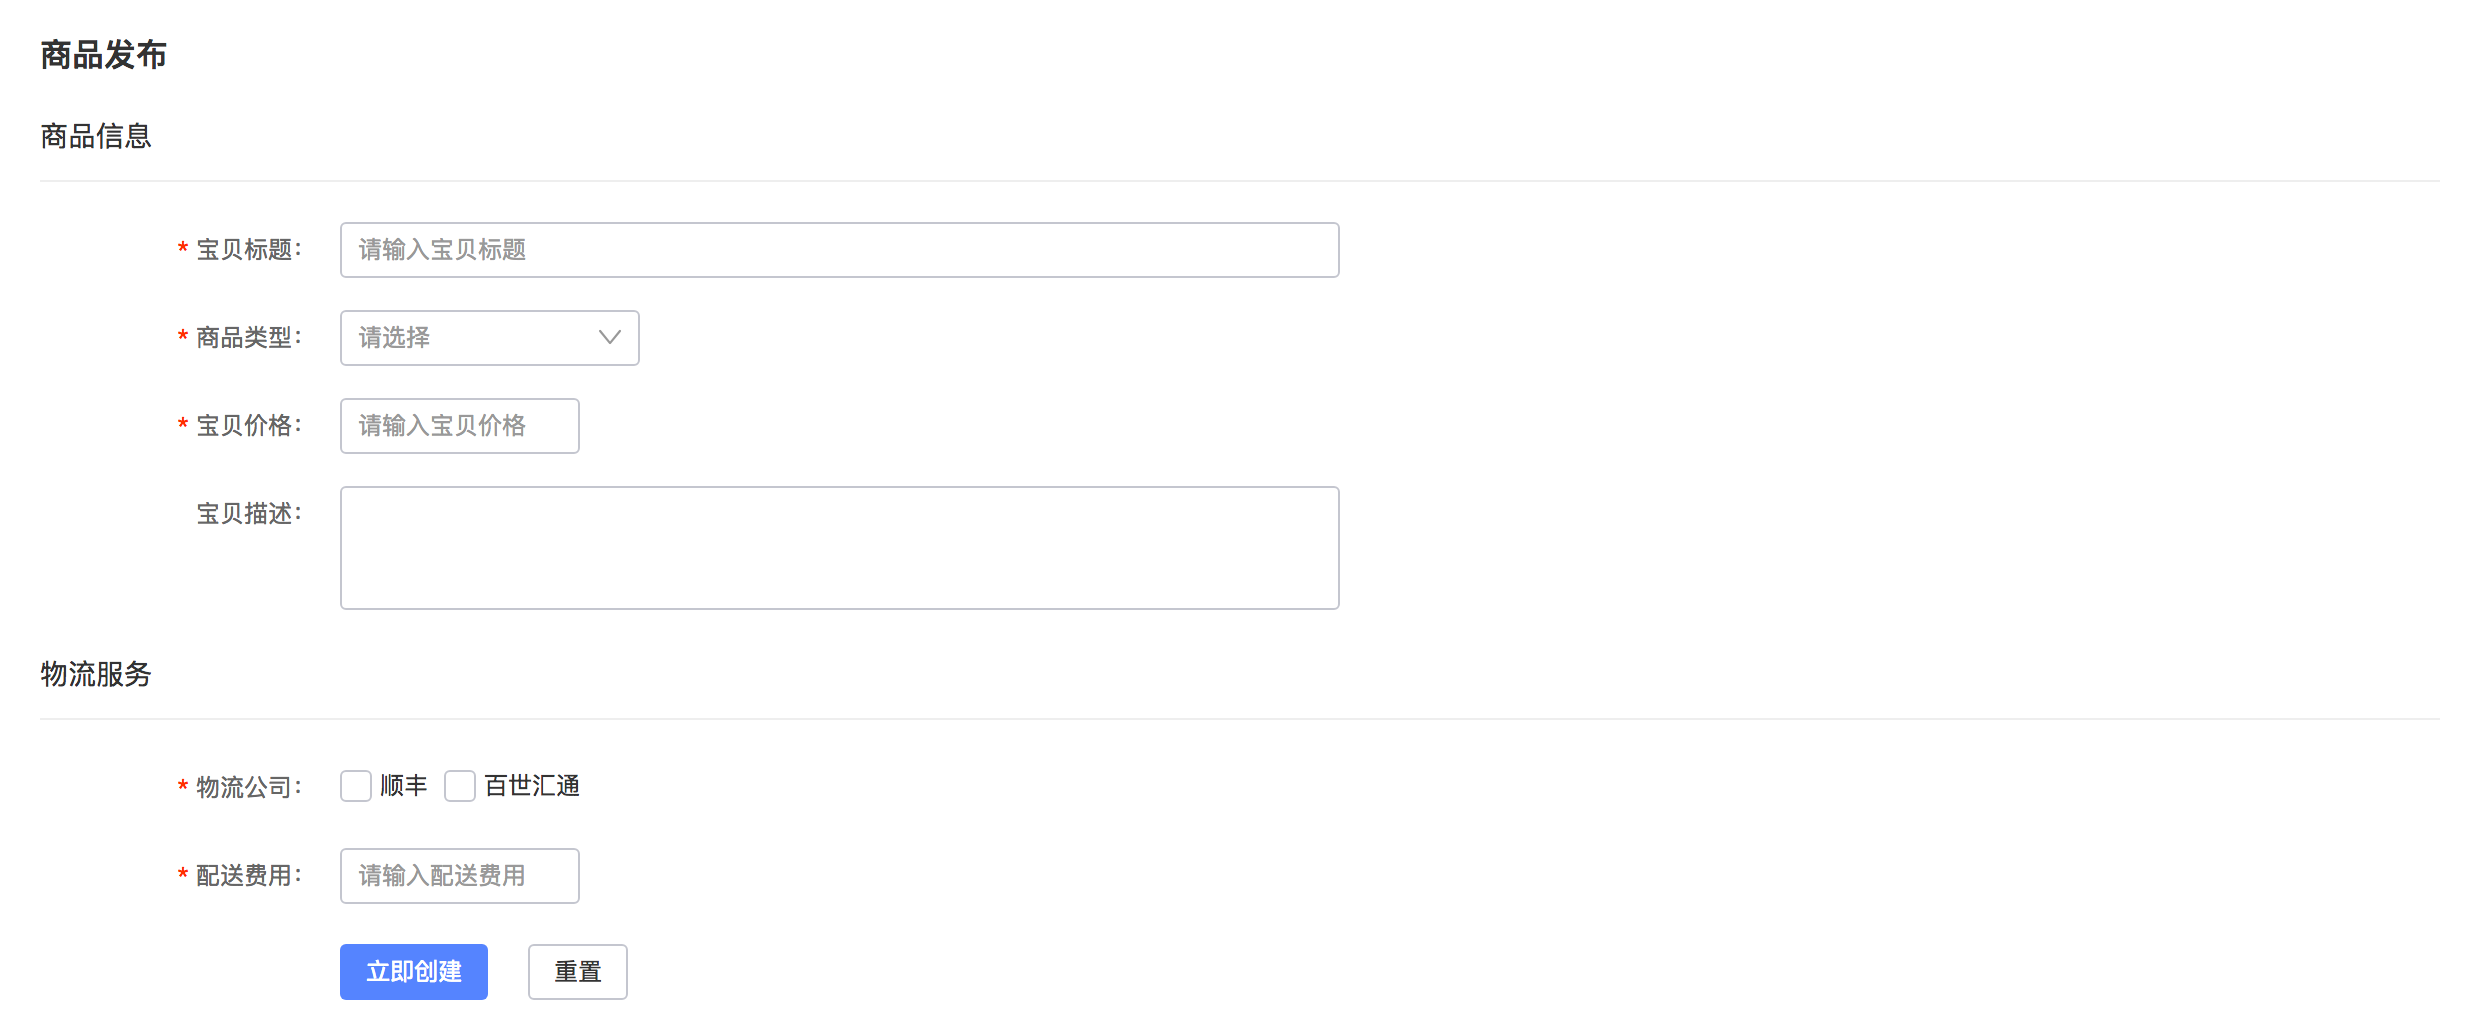 商品发布
商品信息
* 宝贝标题: 请输入宝贝标题
* 商品类型: 请选择
* 宝贝价格: 请输入宝贝价格
宝贝描述:
物流服务
* 物流公司: 顺丰 百世汇通
* 配送费用: 请输入配送费用
立即创建 重置